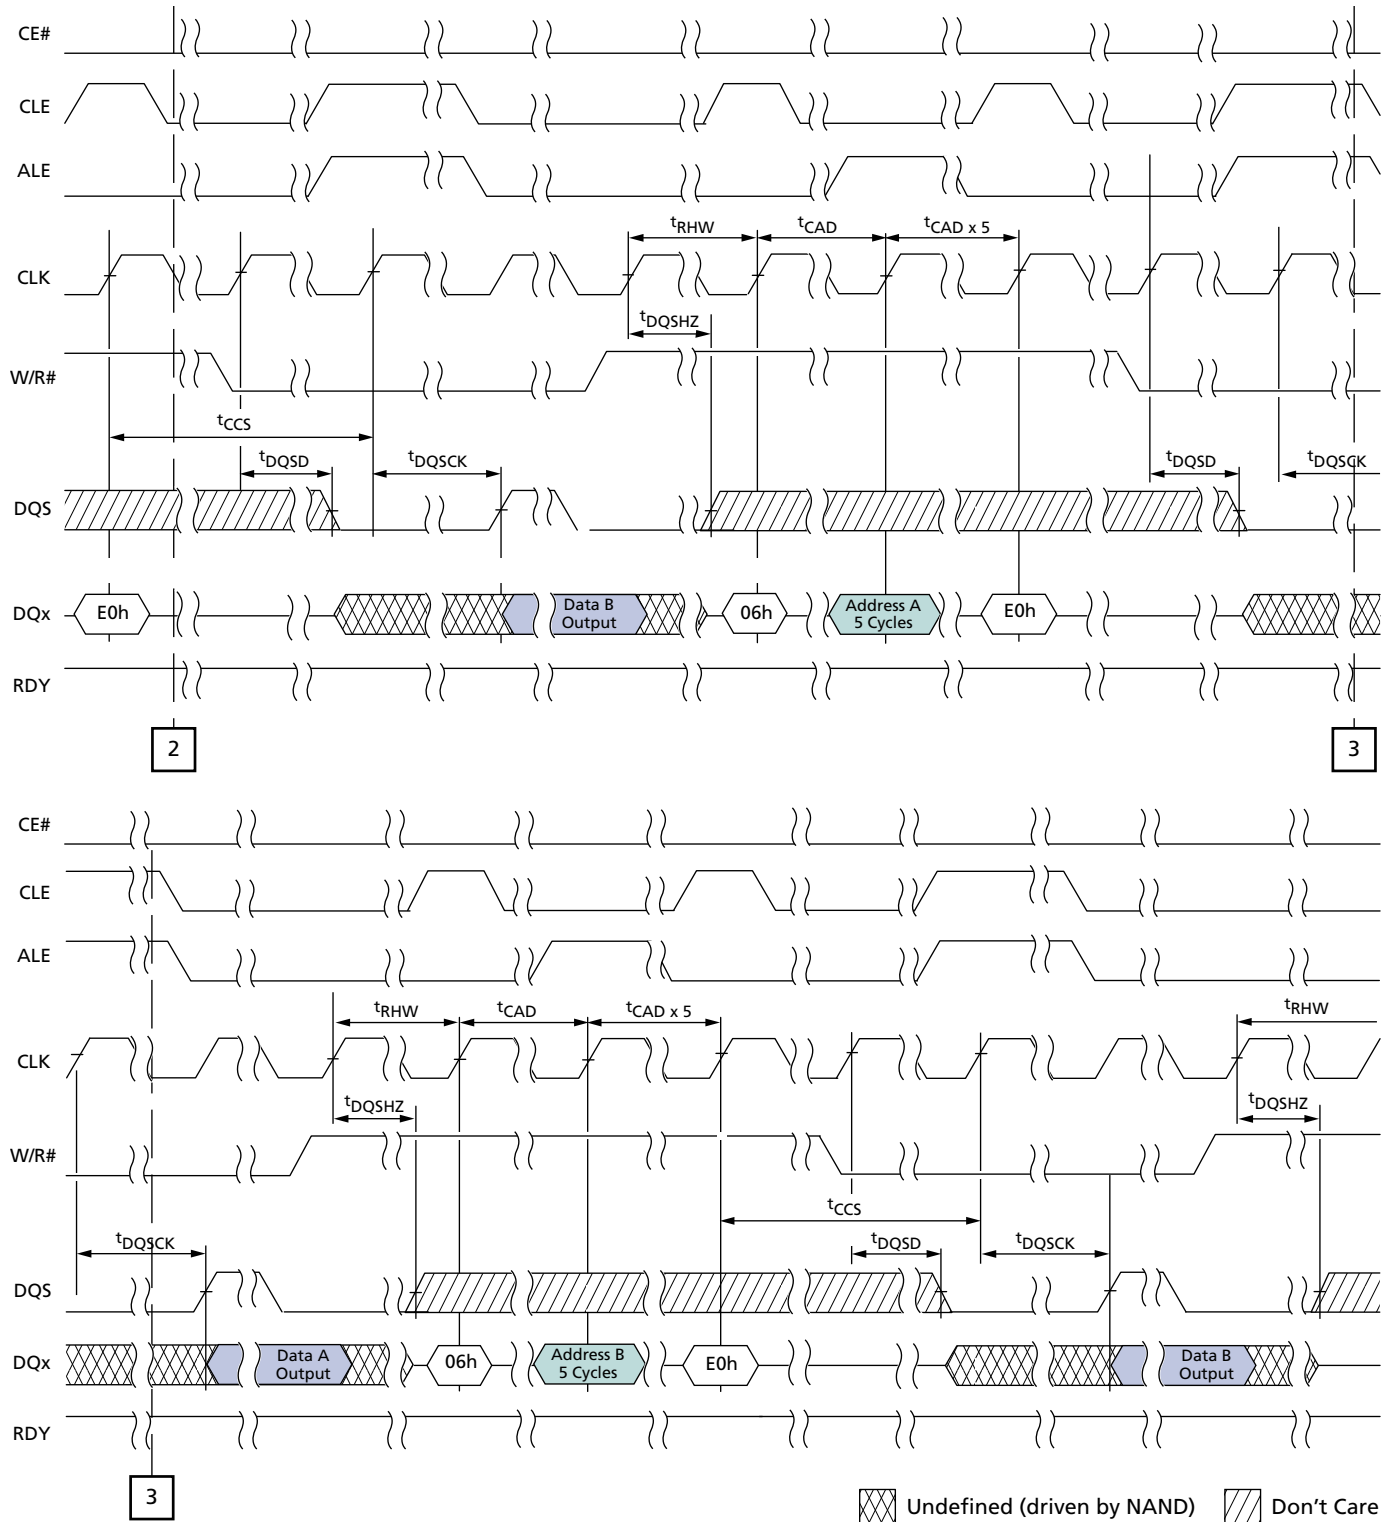 CE#
CLE
ALE
tRHW tCAD tCAD x 5
CLK
tDQSHZ
W/R#
tCCS
tDQSD tDQSCK tDQSD tDQSCK
DQS
DQx E0h Data B Output 06h Address A 5 Cycles E0h
RDY
2 3
CE#
CLE
ALE
tRHW tCAD tCAD x 5 tRHW
CLK
tDQSHZ tDQSHZ
W/R#
tCCS
tDQSCK tDQSD tDQSCK
DQS
DQx Data A Output 06h Address B 5 Cycles E0h Data B Output
RDY
3
Undefined (driven by NAND) Don't Care